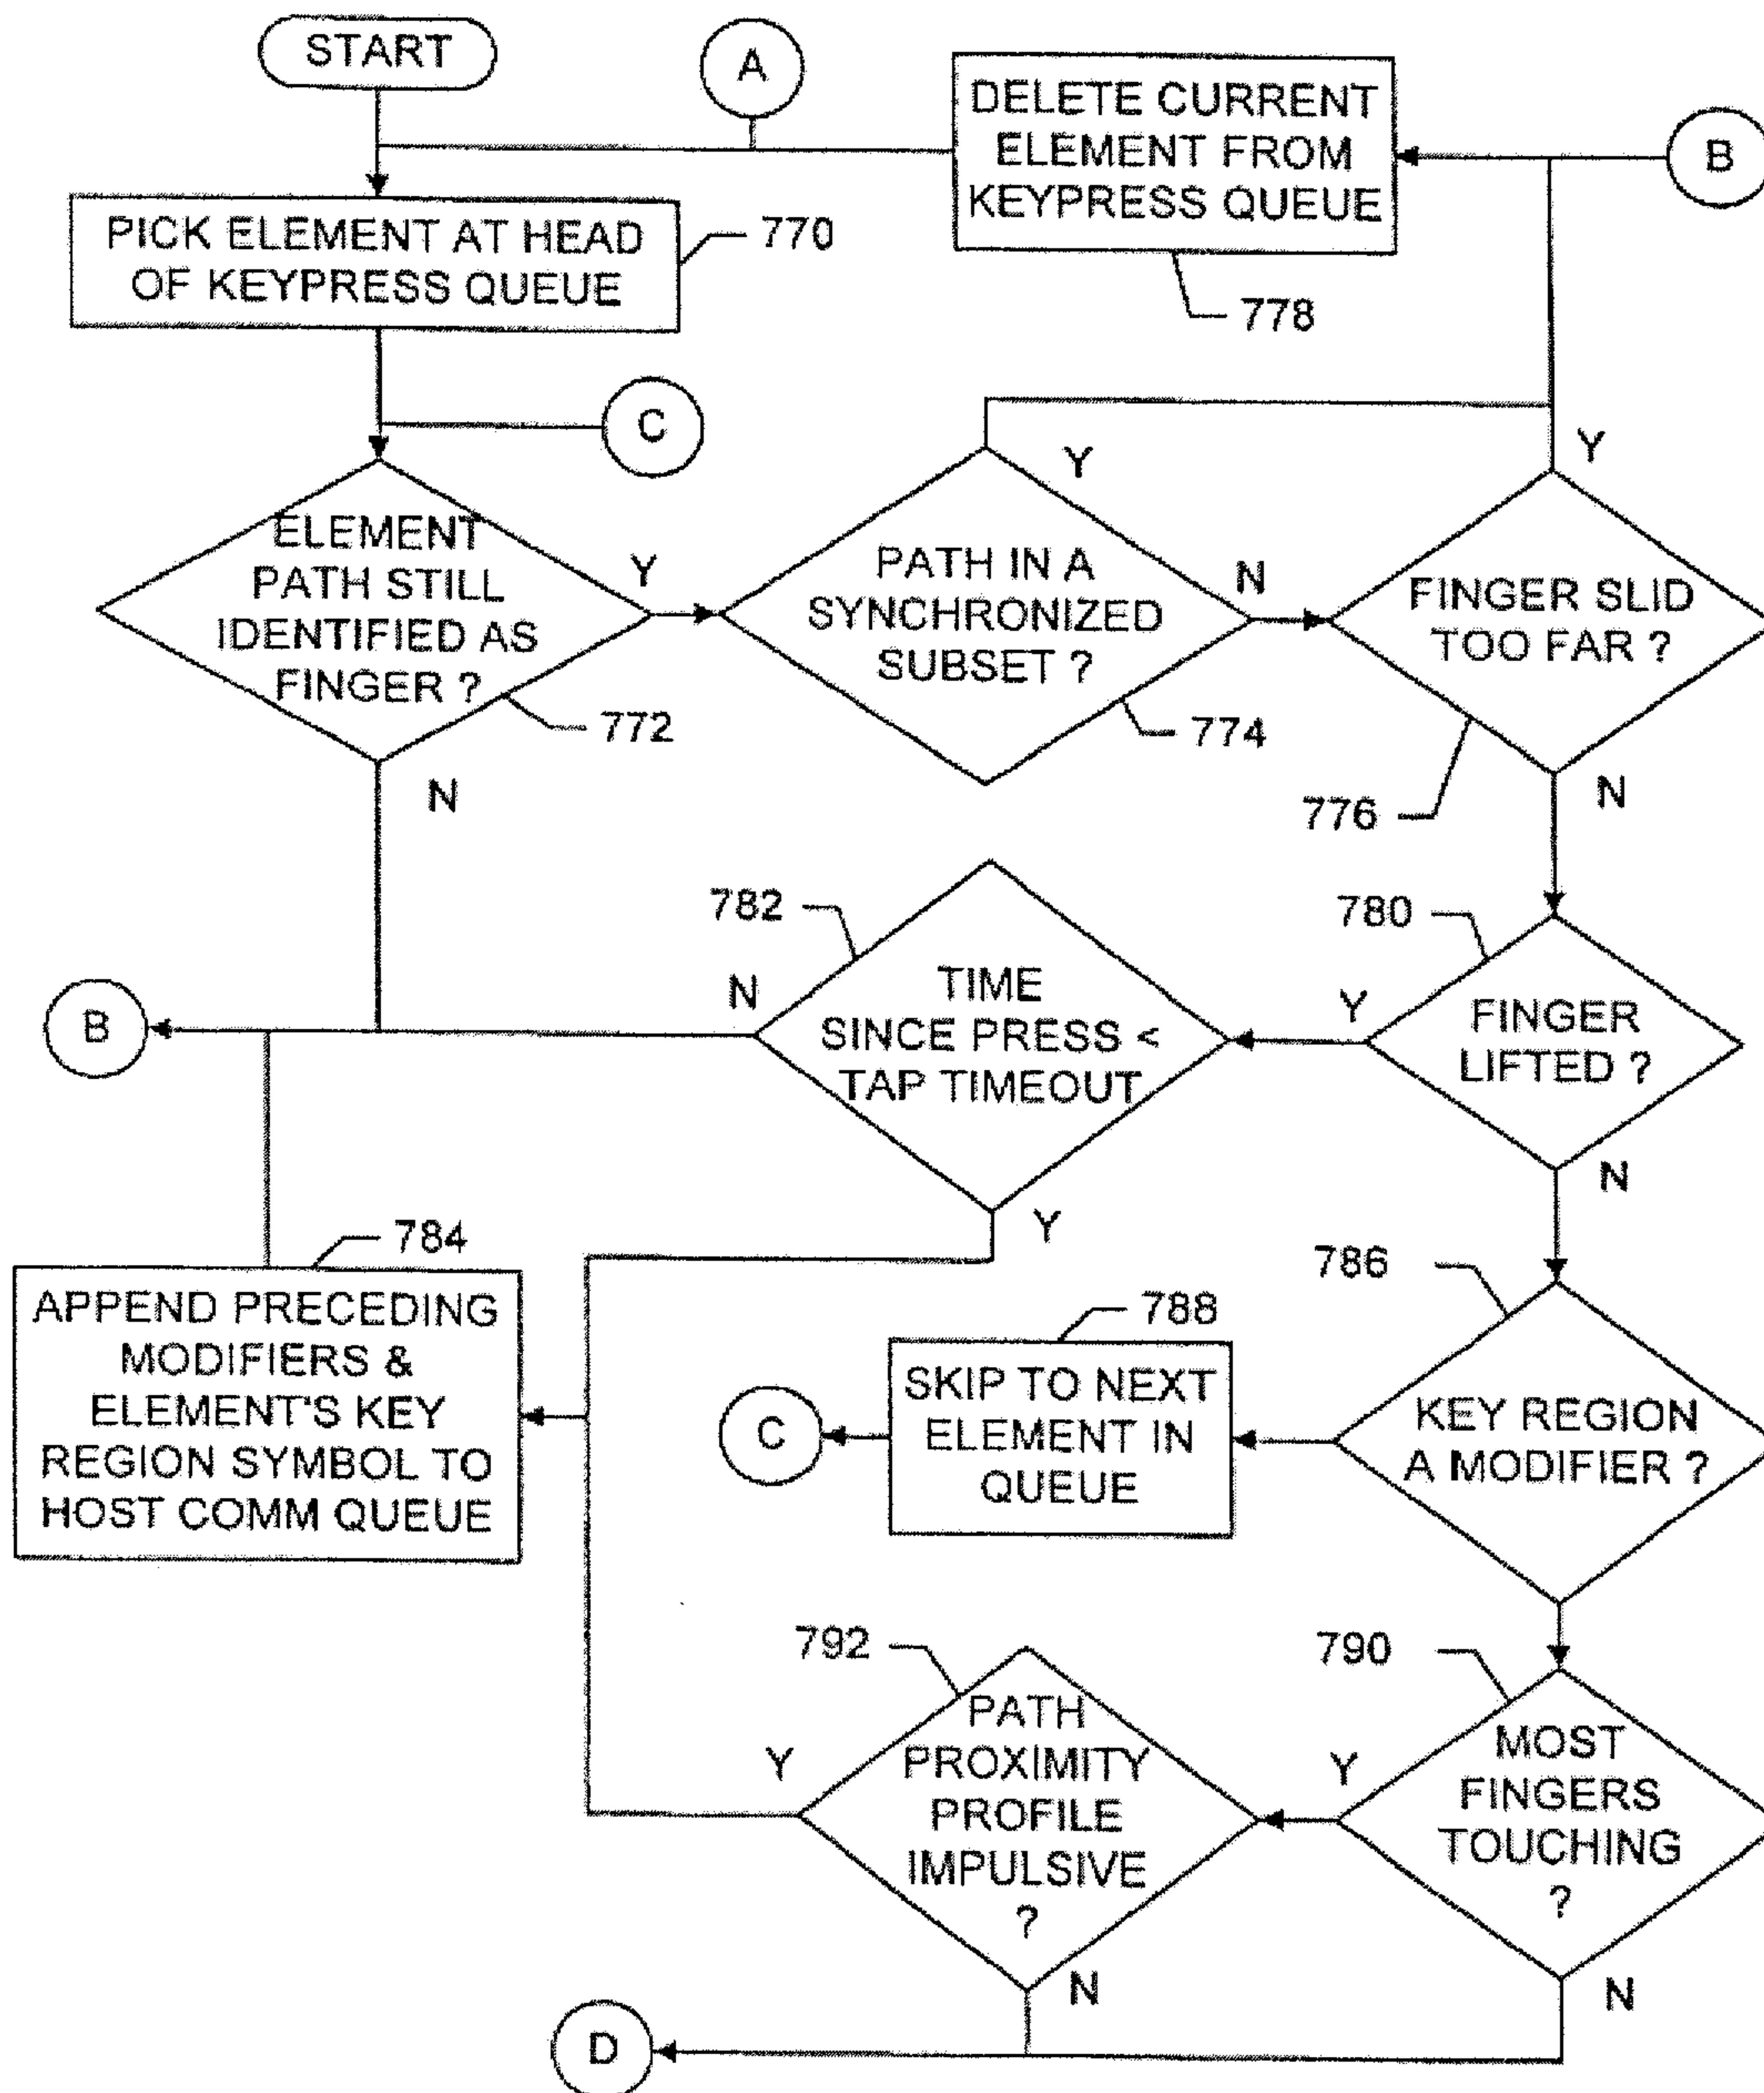 START
A
DELETE CURRENT
ELEMENT FROM
KEYPRESS QUEUE
B
PICK ELEMENT AT HEAD
OF KEYPRESS QUEUE
770
778
C
ELEMENT
PATH STILL
IDENTIFIED AS
FINGER ?
Y
772
N
PATH IN A
SYNCHRONIZED
SUBSET ?
Y
N
774
FINGER SLID
TOO FAR ?
Y
776
N
782
TIME
SINCE PRESS <
TAP TIMEOUT
N
Y
780
FINGER
LIFTED ?
Y
N
B
784
APPEND PRECEDING
MODIFIERS &
ELEMENT'S KEY
REGION SYMBOL TO
HOST COMM QUEUE
788
SKIP TO NEXT
ELEMENT IN
QUEUE
C
786
KEY REGION
A MODIFIER ?
792
PATH
PROXIMITY
PROFILE
IMPULSIVE
?
Y
N
790
MOST
FINGERS
TOUCHING
?
Y
N
D